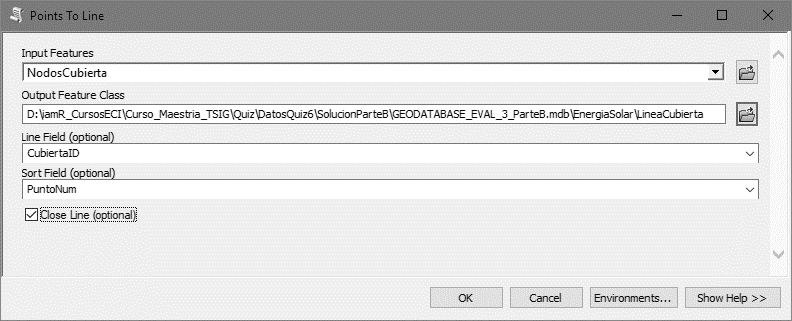 Points To Line
Input Features
NodosCubierta
Output Feature Class
D:\iamR_CursosECI\Curso_Maestria_TSIG\Quiz\DatosQuiz6\SolucionParteB\GEODATABASE_EVAL_3_ParteB.mdb\EnergiaSolar\LineaCubierta
Line Field (optional)
CubiertaID
Sort Field (optional)
PuntoNum
Close Line (optional)
OK Cancel Environments... Show Help >>